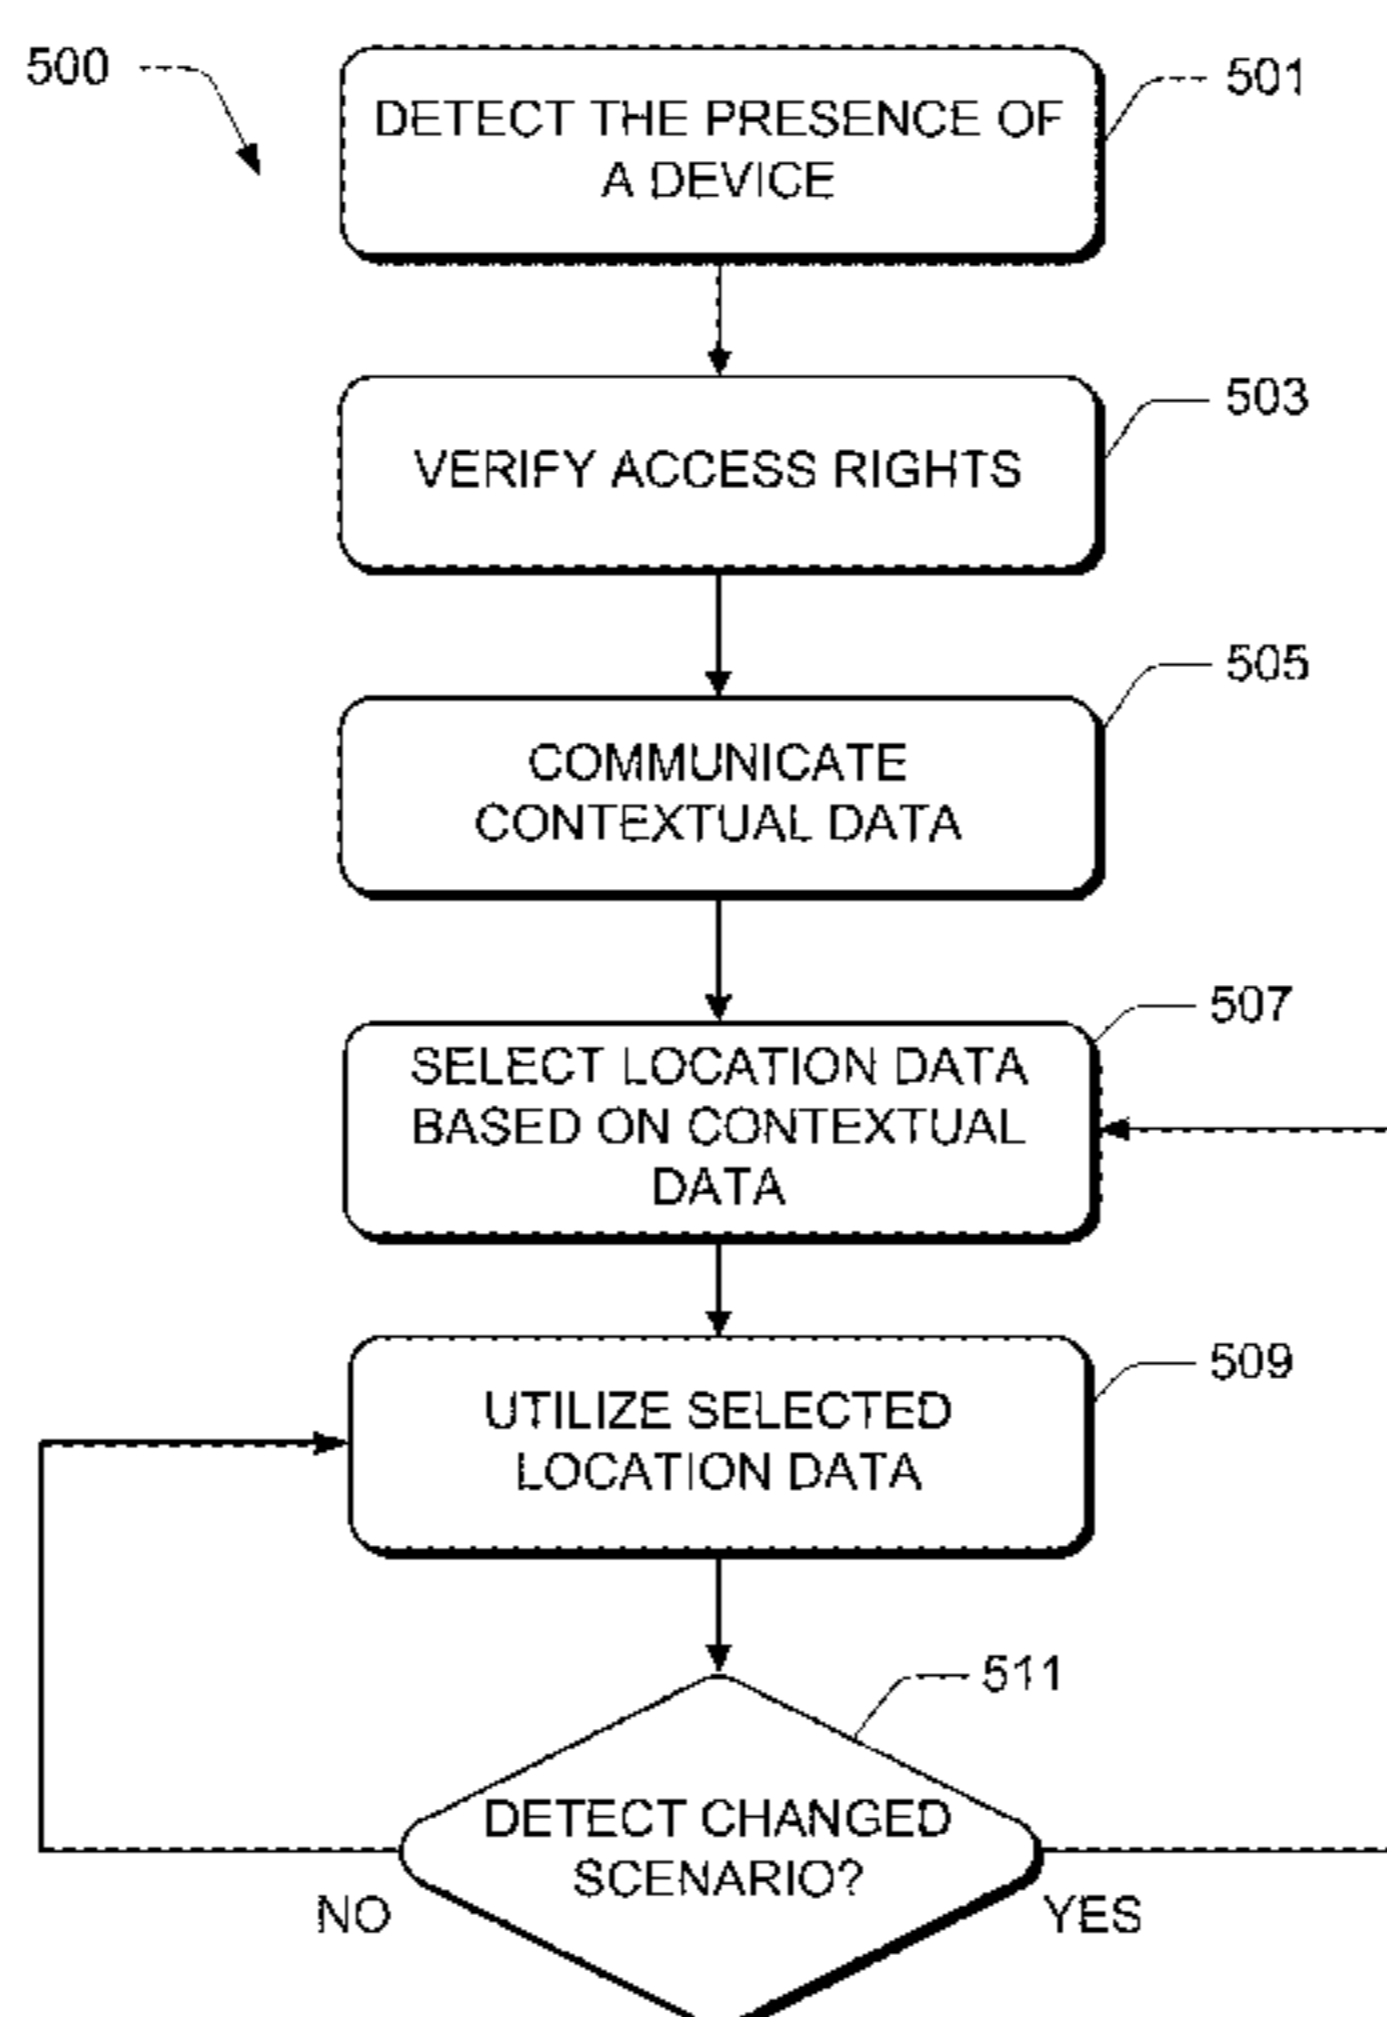 500
DETECT THE PRESENCE OF
A DEVICE
501
VERIFY ACCESS RIGHTS
503
COMMUNICATE
CONTEXTUAL DATA
505
SELECT LOCATION DATA
BASED ON CONTEXTUAL
DATA
507
UTILIZE SELECTED
LOCATION DATA
509
511
DETECT CHANGED
SCENARIO?
NO
YES